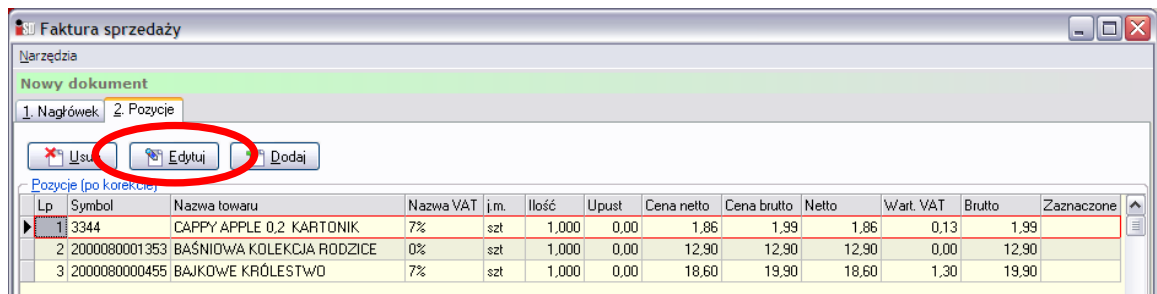 Faktura sprzedaży
Narzędzia
Nowy dokument
1. Nagłówek 2. Pozycje
Edytuj Dodaj
Pozycje (po korekcie)
Lp Symbol Nazwa towaru Nazwa VAT j.m. Ilość Upust Cena netto Cena brutto Netto Wart. VAT Brutto Zaznaczone
1 3344 CAPPY APPLE 0,2 KARTONIK 7% szt 1,000 0,00 1,86 1,99 1,86 0,13 1,99
2 2000080001353 BAŚNIOWA KOLEKCJA RODZICE 0% szt 1,000 0,00 12,90 12,90 12,90 0,00 12,90
3 2000080000455 BAJKOWE KRÓLESTWO 7% szt 1,000 0,00 18,60 19,90 18,60 1,30 19,90